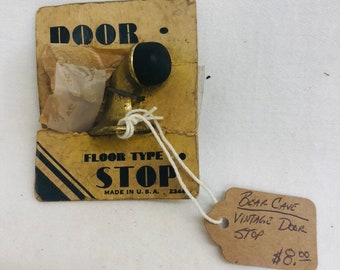 DOOR
FLOOR TYPE
STOP
MADE IN U.S.A.
BEAR CAVE
VINTAGE DOOR
STOP
$8.00